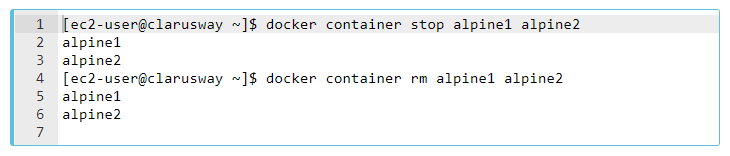 1 [ec2-user@clarusway ~]$ docker container stop alpine1 alpine2
2 alpine1
3 alpine2
4 [ec2-user@clarusway ~]$ docker container rm alpine1 alpine2
5 alpine1
6 alpine2
7